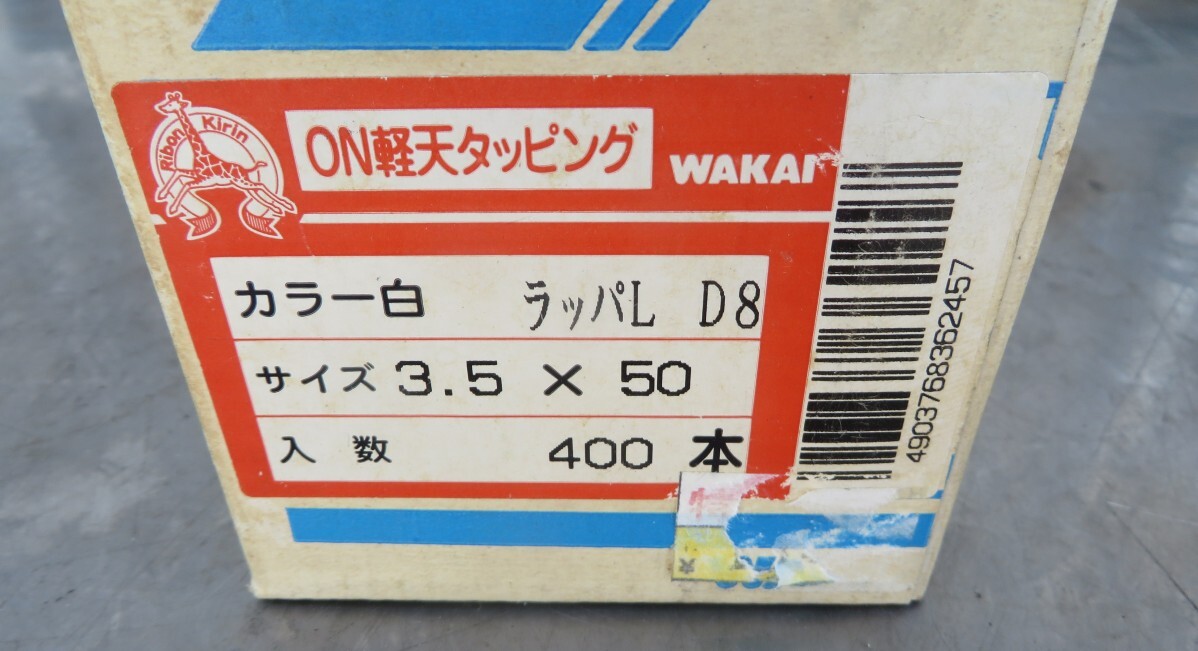 Ribon Kirin
ON軽天タッピング
WAKAI
カラー白 ラッパL D8
サイズ 3.5 × 50
入数 400 本
4903768362457
¥